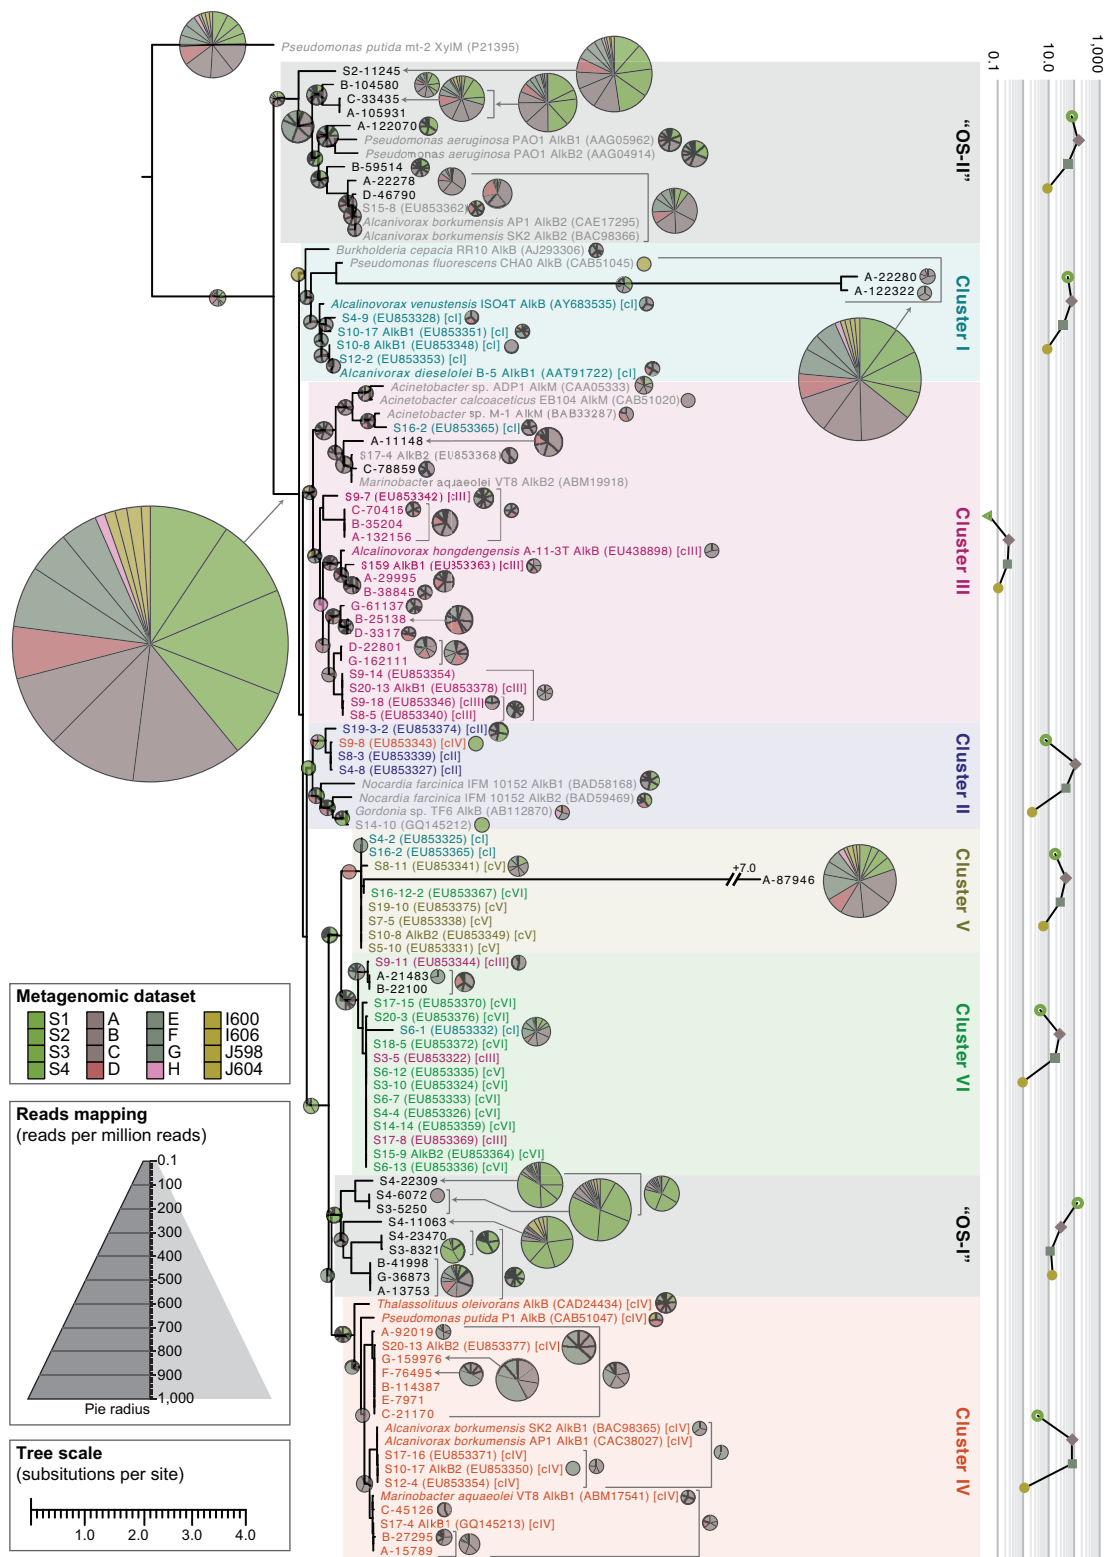 0.1
10.0
1,000
Pseudomonas putida mt-2 XylM (P21395)
"OS-II"
S2-11245
B-104580
C-33435
A-105931
A-122070
Pseudomonas aeruginosa PAO1 AlkB1 (AAG05962)
Pseudomonas aeruginosa PAO1 AlkB2 (AAG04914)
B-59514
A-22278
D-46790
S15-8 (EU853362)
Alcanivorax borkumensis AP1 AlkB2 (CAE17295)
Alcanivorax borkumensis SK2 AlkB2 (BAC98366)
Cluster I
Burkholderia cepacia RR10 AlkB (AJ293306)
Pseudomonas fluorescens CHA0 AlkB (CAB51045)
A-22280
A-122322
Alcalinovorax venustensis ISO4T AlkB (AY683535) [cI]
S4-9 (EU853328) [cI]
S10-17 AlkB1 (EU853351) [cI]
S10-8 AlkB1 (EU853348) [cI]
S12-2 (EU853353) [cI]
Alcanivorax dieselolei B-5 AlkB1 (AAT91722) [cI]
Cluster III
Acinetobacter sp. ADP1 AlkM (CAA05333)
Acinetobacter calcoaceticus EB104 AlkM (CAB51020)
Acinetobacter sp. M-1 AlkM (BAB33287)
S16-2 (EU853365) [cI]
A-11148
S17-4 AlkB2 (EU853368)
C-78859
Marinobacter aquaeolei VT8 AlkB2 (ABM19918)
S9-7 (EU853342) [cIII]
C-70416
B-35204
A-132156
Alcalinovorax hongdengensis A-11-3T AlkB (EU438898) [cIII]
S159 AlkB1 (EU853363) [cIII]
A-29995
B-38845
G-61137
B-25138
D-3317
D-22801
G-162111
S9-14 (EU853354)
S20-13 AlkB1 (EU853378) [cIII]
S9-18 (EU853346) [cIII]
S8-5 (EU853340) [cIII]
Cluster II
S19-3-2 (EU853374) [cII]
S9-8 (EU853343) [cIV]
S8-3 (EU853339) [cII]
S4-8 (EU853327) [cII]
Nocardia farcinica IFM 10152 AlkB1 (BAD58168)
Nocardia farcinica IFM 10152 AlkB2 (BAD59469)
Gordonia sp. TF6 AlkB (AB112870)
S14-10 (GQ145212)
Cluster V
S4-2 (EU853325) [cI]
S16-2 (EU853365) [cI]
S8-11 (EU853341) [cV]
+7.0
A-87946
S16-12-2 (EU853367) [cVI]
S19-10 (EU853375) [cV]
S7-5 (EU853338) [cV]
S10-8 AlkB2 (EU853349) [cV]
S5-10 (EU853331) [cV]
Cluster VI
S9-11 (EU853344) [cIII]
A-21483
B-22100
S17-15 (EU853370) [cVI]
S20-3 (EU853376) [cVI]
S6-1 (EU853332) [cI]
S18-5 (EU853372) [cVI]
S3-5 (EU853322) [cIII]
S6-12 (EU853335) [cV]
S3-10 (EU853324) [cVI]
S6-7 (EU853333) [cVI]
S4-4 (EU853326) [cVI]
S14-14 (EU853359) [cVI]
S17-8 (EU853369) [cIII]
S15-9 AlkB2 (EU853364) [cVI]
S6-13 (EU853336) [cVI]
"OS-I"
S4-22309
S4-6072
S3-5250
S4-11063
S4-23470
S3-8321
B-41998
G-36873
A-13753
Cluster IV
Thalassolituus oleivorans AlkB (CAD24434) [cIV]
Pseudomonas putida P1 AlkB (CAB51047) [cIV]
A-92019
S20-13 AlkB2 (EU853377) [cIV]
G-159976
F-76495
B-114387
E-7971
C-21170
Alcanivorax borkumensis SK2 AlkB1 (BAC98365) [cIV]
Alcanivorax borkumensis AP1 AlkB1 (CAC38027) [cIV]
S17-16 (EU853371) [cIV]
S10-17 AlkB2 (EU853350) [cIV]
S12-4 (EU853354) [cIV]
Marinobacter aquaeolei VT8 AlkB1 (ABM17541) [cIV]
C-45126
S17-4 AlkB1 (GQ145213) [cIV]
B-27295
A-15789
Metagenomic dataset
S1 A E I600
S2 B F I606
S3 C G J598
S4 D H J604
Reads mapping
(reads per million reads)
0.1
100
200
300
400
500
600
700
800
900
1,000
Pie radius
Tree scale
(subsitutions per site)
1.0 2.0 3.0 4.0